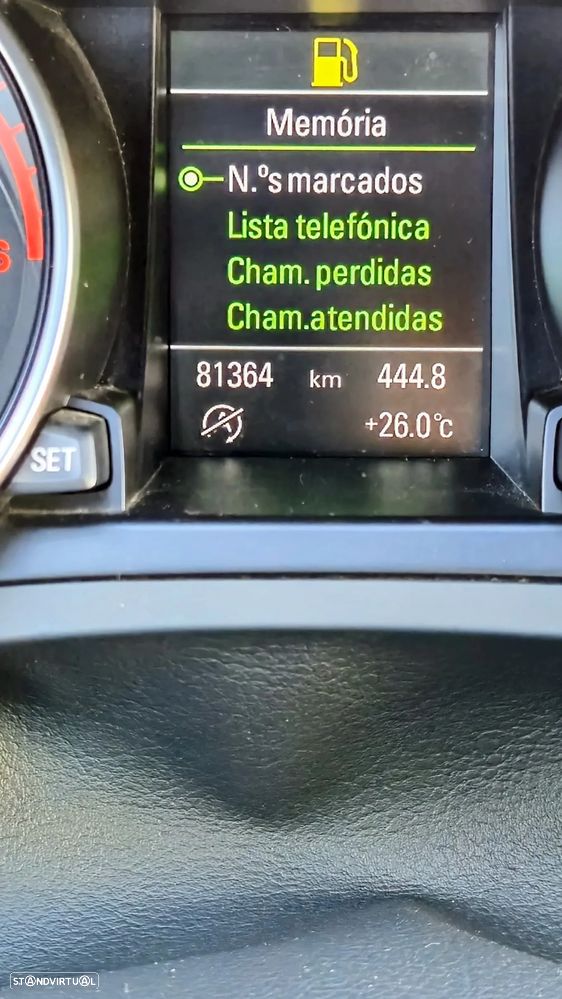 Memória
N.ºs marcados
Lista telefónica
Cham. perdidas
Cham.atendidas
81364 km 444.8
+26.0°c
SET
STANDVIRTUAL